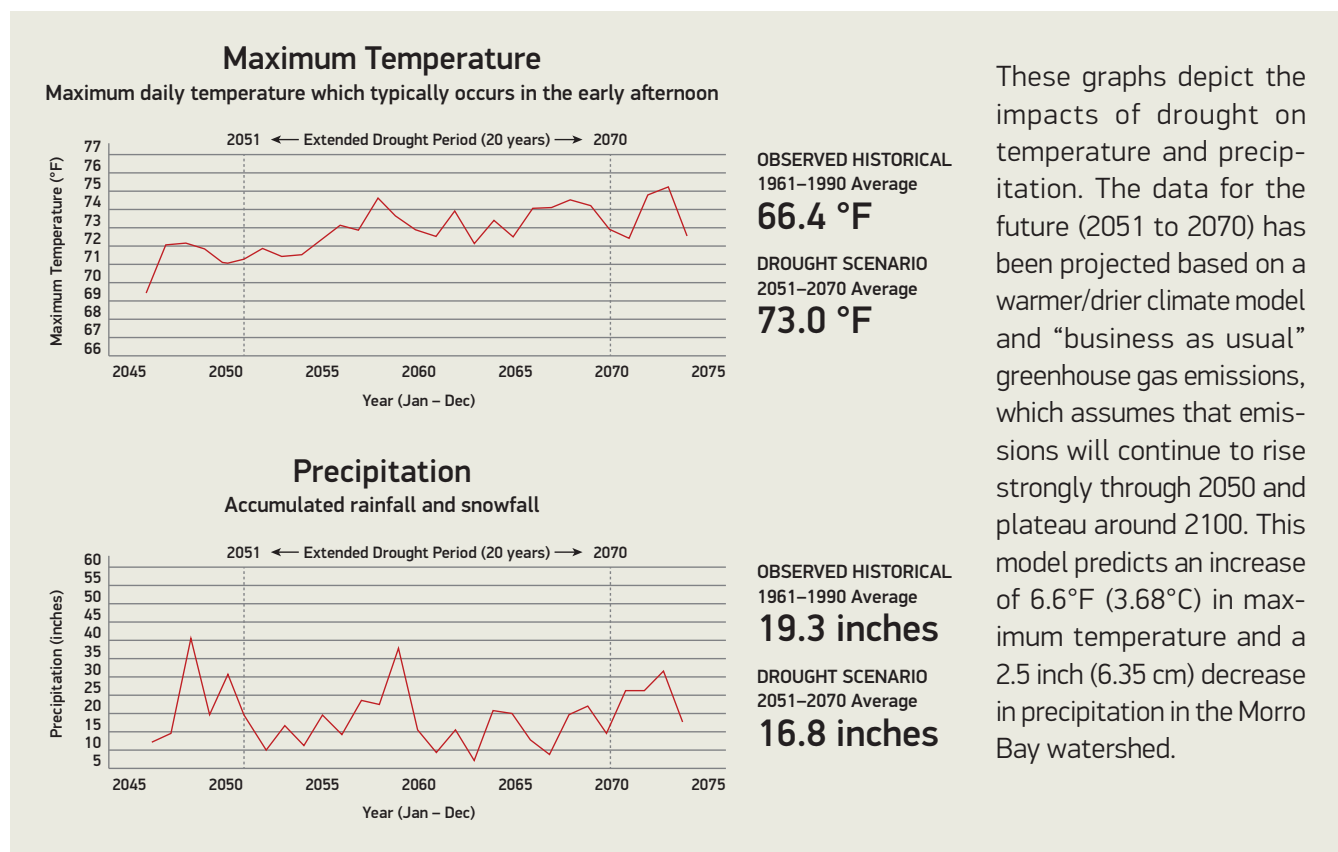 Maximum Temperature
Maximum daily temperature which typically occurs in the early afternoon
2051 ← Extended Drought Period (20 years) → 2070
Maximum Temperature (°F)
77
76
75
74
73
72
71
70
69
68
67
66
2045 2050 2055 2060 2065 2070 2075
Year (Jan – Dec)
OBSERVED HISTORICAL
1961–1990 Average
66.4 °F
DROUGHT SCENARIO
2051–2070 Average
73.0 °F
Precipitation
Accumulated rainfall and snowfall
2051 ← Extended Drought Period (20 years) → 2070
Precipitation (inches)
60
55
50
45
40
35
30
25
20
15
10
5
2045 2050 2055 2060 2065 2070 2075
Year (Jan – Dec)
OBSERVED HISTORICAL
1961–1990 Average
19.3 inches
DROUGHT SCENARIO
2051–2070 Average
16.8 inches
These graphs depict the
impacts of drought on
temperature and precip-
itation. The data for the
future (2051 to 2070) has
been projected based on a
warmer/drier climate model
and “business as usual”
greenhouse gas emissions,
which assumes that emis-
sions will continue to rise
strongly through 2050 and
plateau around 2100. This
model predicts an increase
of 6.6°F (3.68°C) in max-
imum temperature and a
2.5 inch (6.35 cm) decrease
in precipitation in the Morro
Bay watershed.